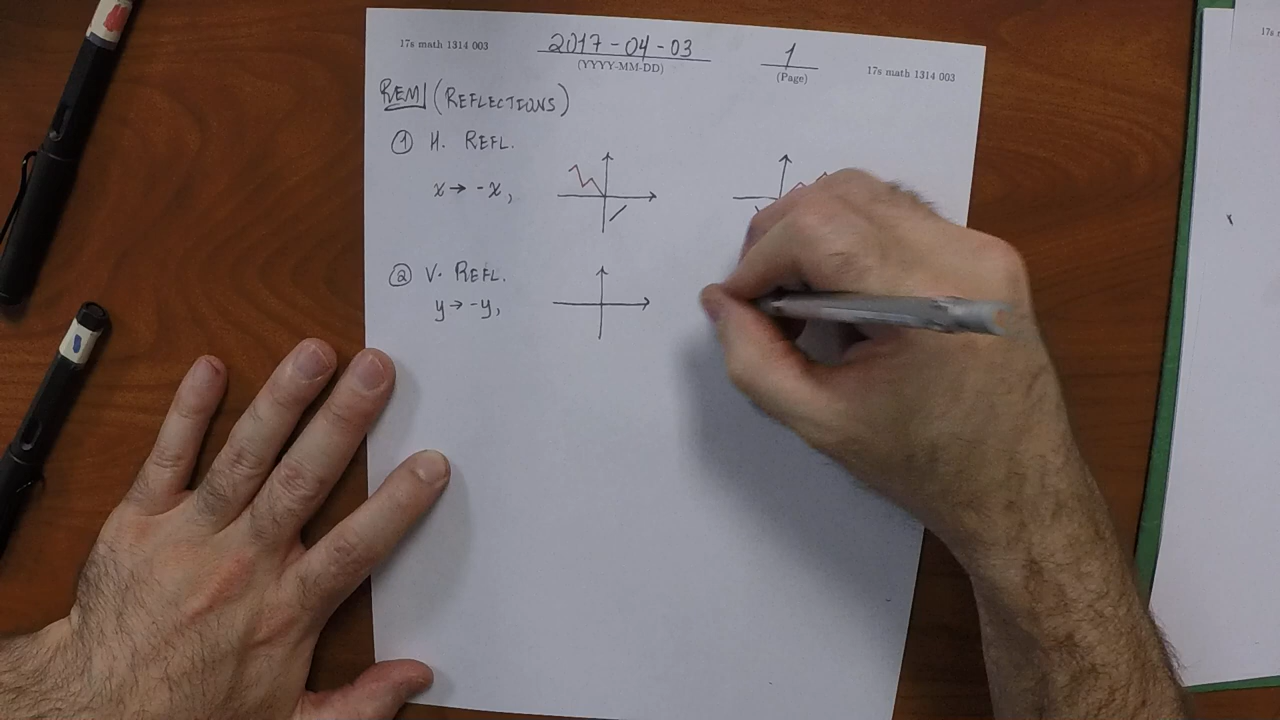 17s math 1314 003 2017-04-03 1 17s math 1314 003
(YYYY-MM-DD) (Page)
REM (REFLECTIONS)
① H. REFL.
x → -x,
② V. REFL.
y → -y,
17s